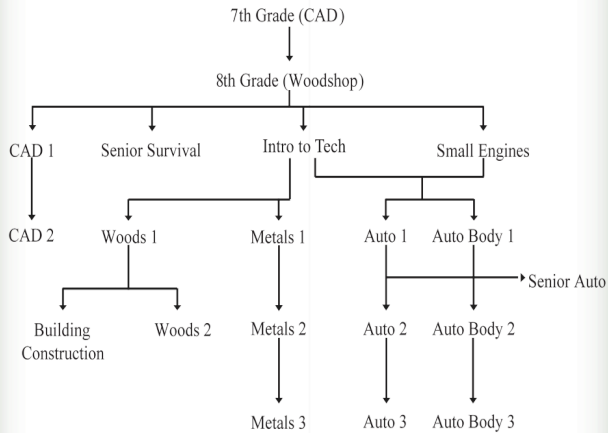 7th Grade (CAD)
8th Grade (Woodshop)
CAD 1
Senior Survival
Intro to Tech
Small Engines
CAD 2
Woods 1
Metals 1
Auto 1
Auto Body 1
Senior Auto
Building
Construction
Woods 2
Metals 2
Auto 2
Auto Body 2
Metals 3
Auto 3
Auto Body 3